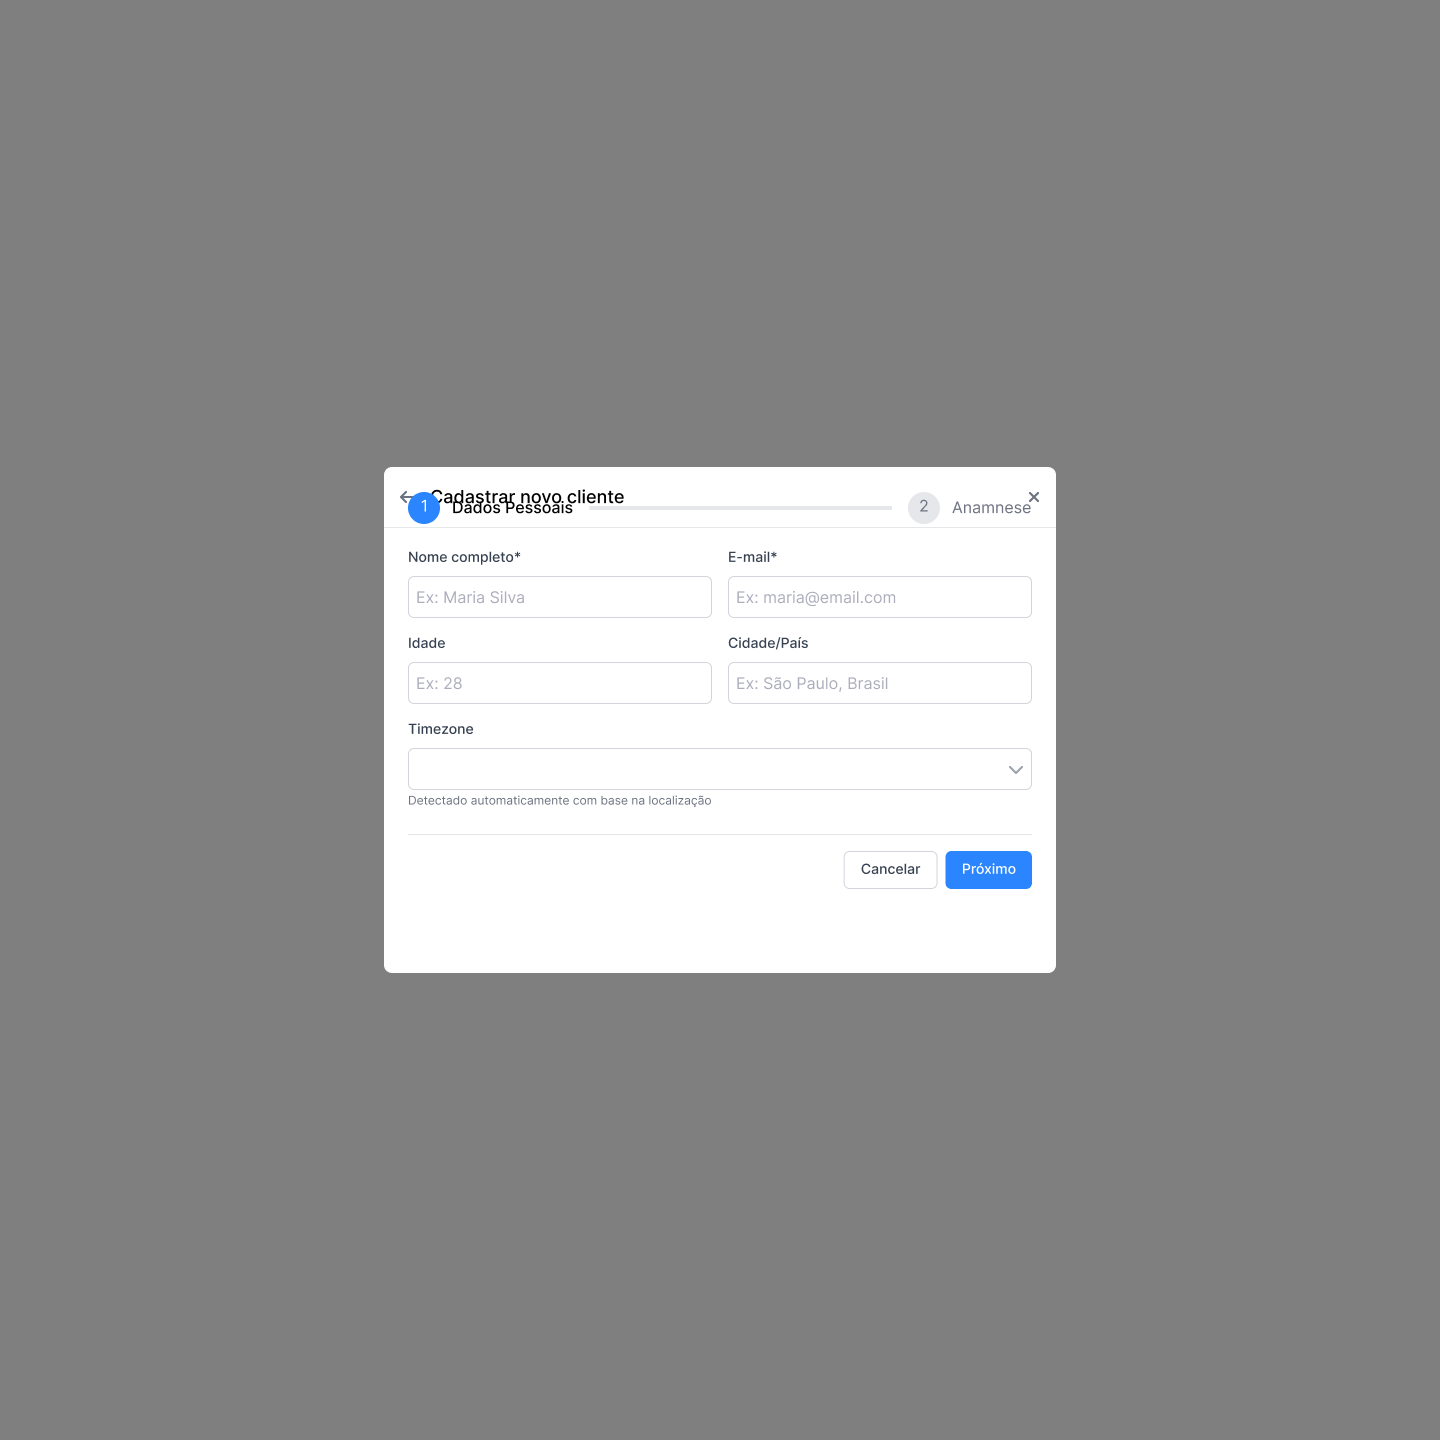 Cadastrar novo cliente
1 Dados Pessoais 2 Anamnese
Nome completo* E-mail*
Ex: Maria Silva Ex: maria@email.com
Idade Cidade/País
Ex: 28 Ex: São Paulo, Brasil
Timezone
Detectado automaticamente com base na localização
Cancelar Próximo